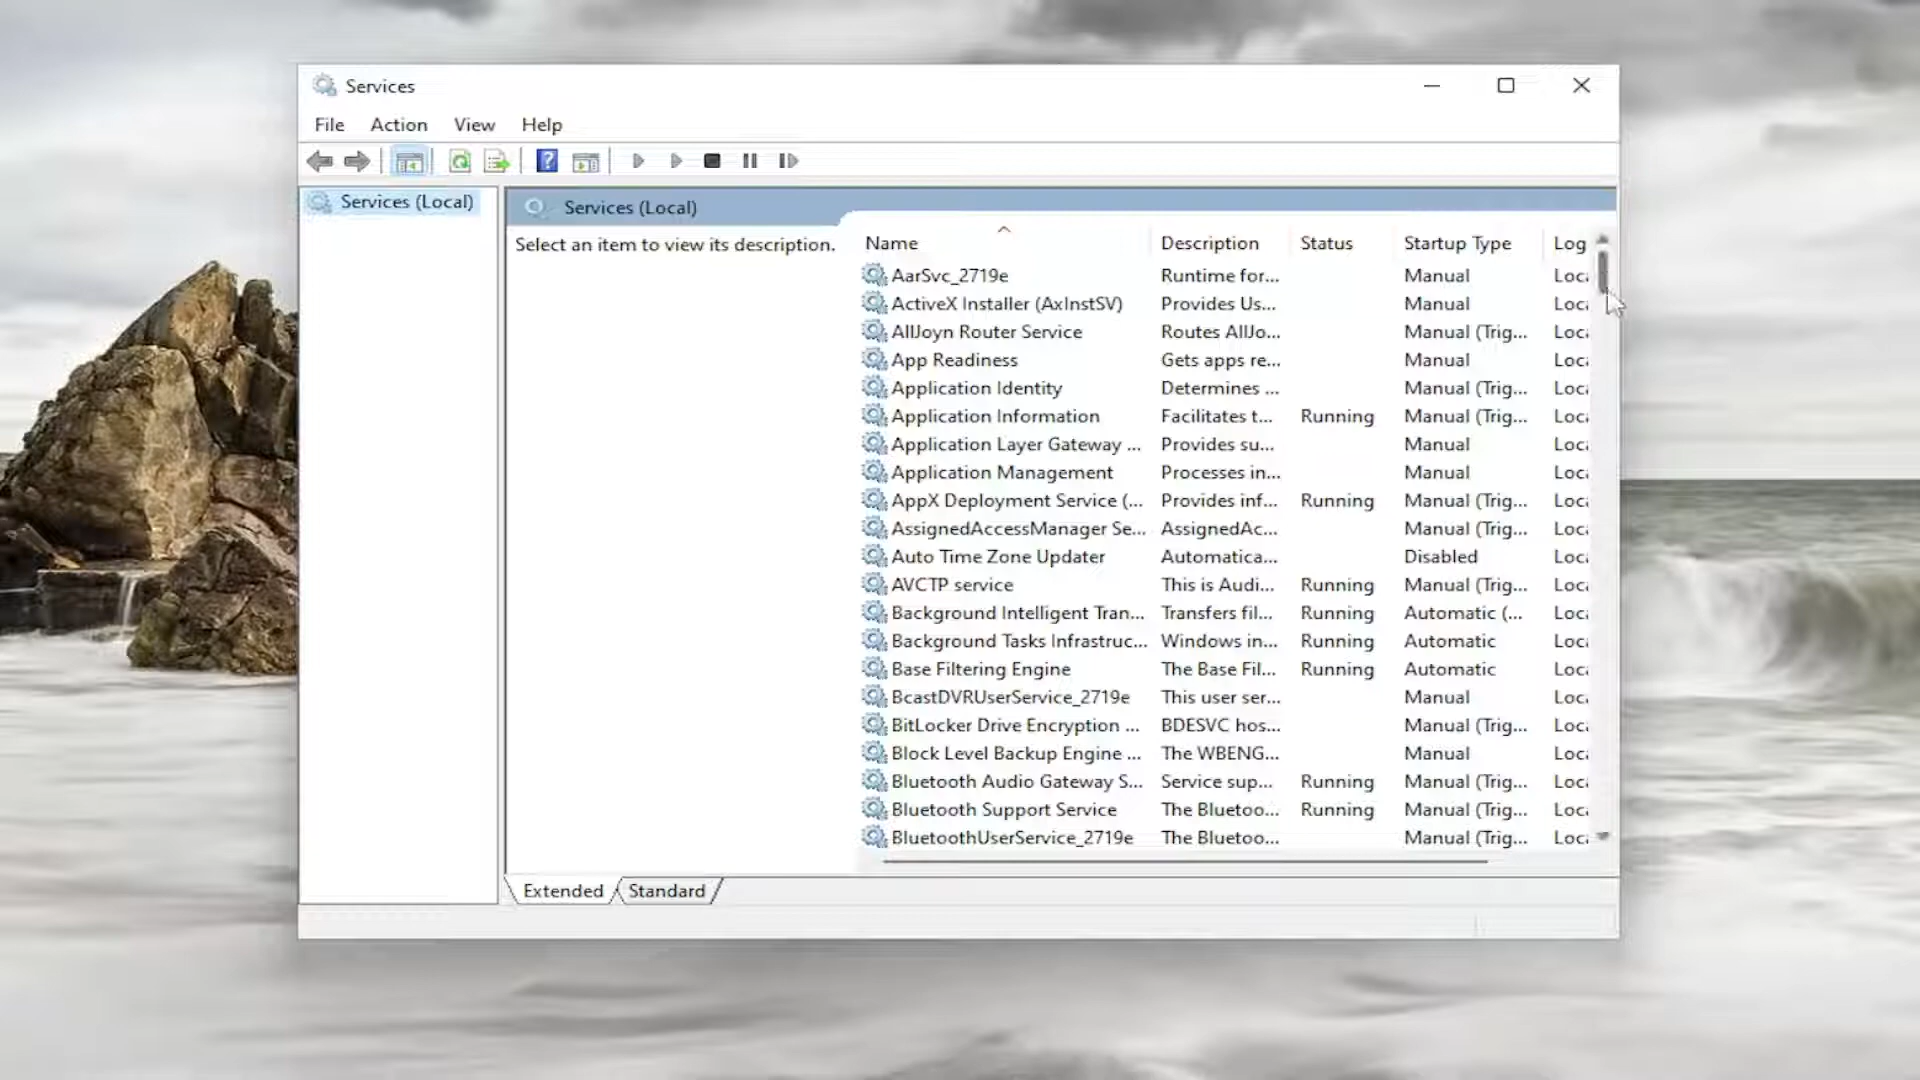 Services
File Action View Help
?
Services (Local)
Services (Local)
Select an item to view its description.
Name Description Status Startup Type Log
AarSvc_2719e Runtime for... Manual Loca
ActiveX Installer (AxInstSV) Provides Us... Manual Loca
AllJoyn Router Service Routes AllJo... Manual (Trig... Loca
App Readiness Gets apps re... Manual Loca
Application Identity Determines ... Manual (Trig... Loca
Application Information Facilitates t... Running Manual (Trig... Loca
Application Layer Gateway ... Provides su... Manual Loca
Application Management Processes in... Manual Loca
AppX Deployment Service (... Provides inf... Running Manual (Trig... Loca
AssignedAccessManager Se... AssignedAc... Manual (Trig... Loca
Auto Time Zone Updater Automatica... Disabled Loca
AVCTP service This is Audi... Running Manual (Trig... Loca
Background Intelligent Tran... Transfers fil... Running Automatic (... Loca
Background Tasks Infrastruc... Windows in... Running Automatic Loca
Base Filtering Engine The Base Fil... Running Automatic Loca
BcastDVRUserService_2719e This user ser... Manual Loca
BitLocker Drive Encryption ... BDESVC hos... Manual (Trig... Loca
Block Level Backup Engine ... The WBENG... Manual Loca
Bluetooth Audio Gateway S... Service sup... Running Manual (Trig... Loca
Bluetooth Support Service The Bluetoo... Running Manual (Trig... Loca
BluetoothUserService_2719e The Bluetoo... Manual (Trig... Loca
Extended Standard